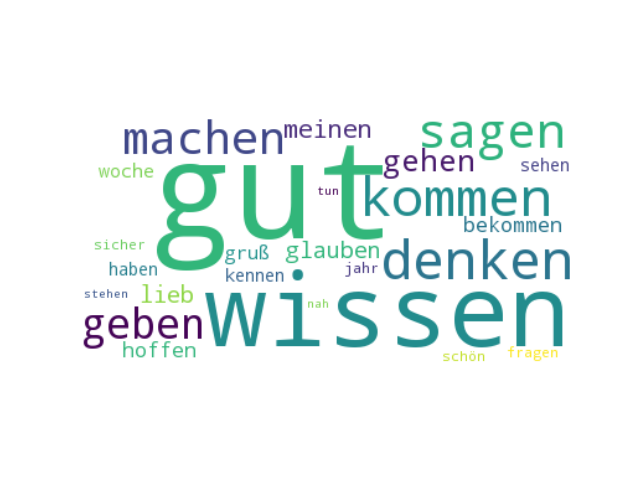 machen
meinen
sagen
gut
gehen
sehen
woche
tun
kommen
bekommen
sicher
gruß
glauben
denken
haben
kennen
jahr
stehen
lieb
wissen
nah
geben
hoffen
schön
fragen